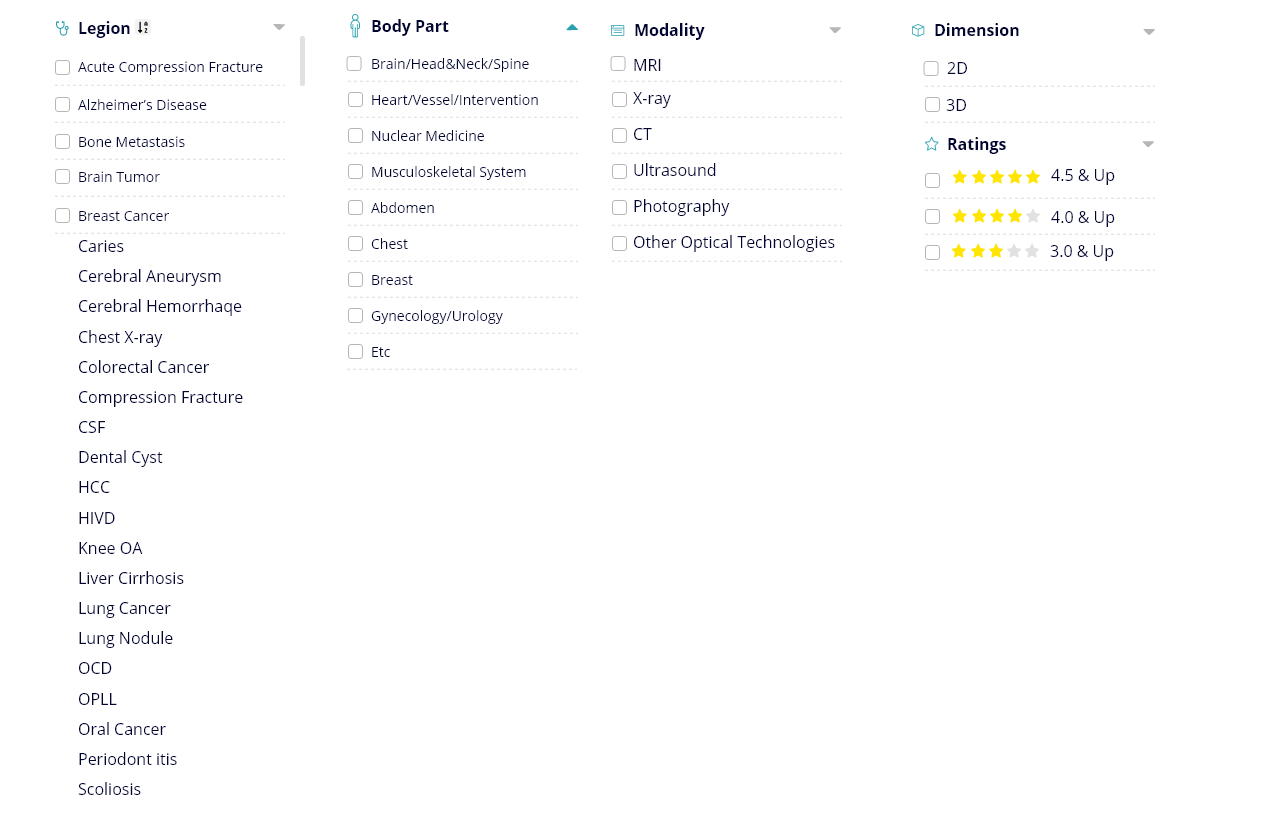 Legion
Acute Compression Fracture
Alzheimer’s Disease
Bone Metastasis
Brain Tumor
Breast Cancer
Caries
Cerebral Aneurysm
Cerebral Hemorrhaqe
Chest X-ray
Colorectal Cancer
Compression Fracture
CSF
Dental Cyst
HCC
HIVD
Knee OA
Liver Cirrhosis
Lung Cancer
Lung Nodule
OCD
OPLL
Oral Cancer
Periodont itis
Scoliosis
Body Part
Brain/Head&Neck/Spine
Heart/Vessel/Intervention
Nuclear Medicine
Musculoskeletal System
Abdomen
Chest
Breast
Gynecology/Urology
Etc
Modality
MRI
X-ray
CT
Ultrasound
Photography
Other Optical Technologies
Dimension
2D
3D
Ratings
4.5 & Up
4.0 & Up
3.0 & Up